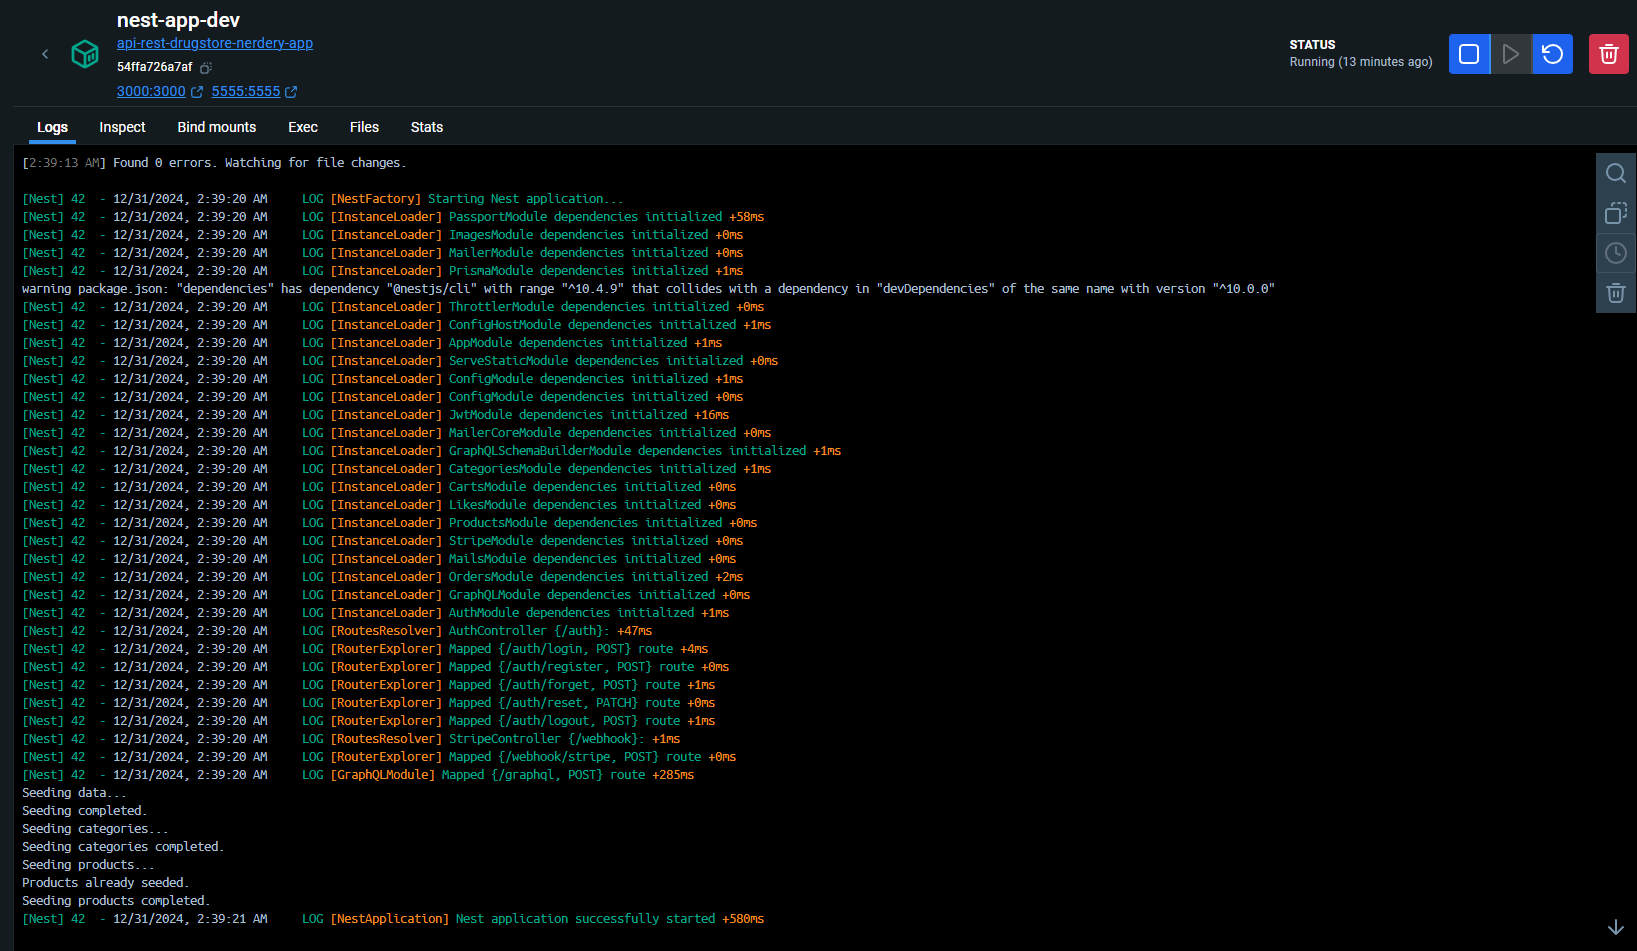 nest-app-dev
api-rest-drugstore-nerdery-app
54ffa726a7af
3000:3000 5555:5555
STATUS
Running (13 minutes ago)
Logs Inspect Bind mounts Exec Files Stats
[2:39:13 AM] Found 0 errors. Watching for file changes.
[Nest] 42 - 12/31/2024, 2:39:20 AM LOG [NestFactory] Starting Nest application...
[Nest] 42 - 12/31/2024, 2:39:20 AM LOG [InstanceLoader] PassportModule dependencies initialized +58ms
[Nest] 42 - 12/31/2024, 2:39:20 AM LOG [InstanceLoader] ImagesModule dependencies initialized +0ms
[Nest] 42 - 12/31/2024, 2:39:20 AM LOG [InstanceLoader] MailerModule dependencies initialized +0ms
[Nest] 42 - 12/31/2024, 2:39:20 AM LOG [InstanceLoader] PrismaModule dependencies initialized +1ms
warning package.json: "dependencies" has dependency "@nestjs/cli" with range "^10.4.9" that collides with a dependency in "devDependencies" of the same name with version "^10.0.0"
[Nest] 42 - 12/31/2024, 2:39:20 AM LOG [InstanceLoader] ThrottlerModule dependencies initialized +0ms
[Nest] 42 - 12/31/2024, 2:39:20 AM LOG [InstanceLoader] ConfigHostModule dependencies initialized +1ms
[Nest] 42 - 12/31/2024, 2:39:20 AM LOG [InstanceLoader] AppModule dependencies initialized +1ms
[Nest] 42 - 12/31/2024, 2:39:20 AM LOG [InstanceLoader] ServeStaticModule dependencies initialized +0ms
[Nest] 42 - 12/31/2024, 2:39:20 AM LOG [InstanceLoader] ConfigModule dependencies initialized +1ms
[Nest] 42 - 12/31/2024, 2:39:20 AM LOG [InstanceLoader] ConfigModule dependencies initialized +0ms
[Nest] 42 - 12/31/2024, 2:39:20 AM LOG [InstanceLoader] JwtModule dependencies initialized +16ms
[Nest] 42 - 12/31/2024, 2:39:20 AM LOG [InstanceLoader] MailerCoreModule dependencies initialized +0ms
[Nest] 42 - 12/31/2024, 2:39:20 AM LOG [InstanceLoader] GraphQLSchemaBuilderModule dependencies initialized +1ms
[Nest] 42 - 12/31/2024, 2:39:20 AM LOG [InstanceLoader] CategoriesModule dependencies initialized +1ms
[Nest] 42 - 12/31/2024, 2:39:20 AM LOG [InstanceLoader] CartsModule dependencies initialized +0ms
[Nest] 42 - 12/31/2024, 2:39:20 AM LOG [InstanceLoader] LikesModule dependencies initialized +0ms
[Nest] 42 - 12/31/2024, 2:39:20 AM LOG [InstanceLoader] ProductsModule dependencies initialized +0ms
[Nest] 42 - 12/31/2024, 2:39:20 AM LOG [InstanceLoader] StripeModule dependencies initialized +0ms
[Nest] 42 - 12/31/2024, 2:39:20 AM LOG [InstanceLoader] MailsModule dependencies initialized +0ms
[Nest] 42 - 12/31/2024, 2:39:20 AM LOG [InstanceLoader] OrdersModule dependencies initialized +2ms
[Nest] 42 - 12/31/2024, 2:39:20 AM LOG [InstanceLoader] GraphQLModule dependencies initialized +0ms
[Nest] 42 - 12/31/2024, 2:39:20 AM LOG [InstanceLoader] AuthModule dependencies initialized +1ms
[Nest] 42 - 12/31/2024, 2:39:20 AM LOG [RoutesResolver] AuthController {/auth}: +47ms
[Nest] 42 - 12/31/2024, 2:39:20 AM LOG [RouterExplorer] Mapped {/auth/login, POST} route +4ms
[Nest] 42 - 12/31/2024, 2:39:20 AM LOG [RouterExplorer] Mapped {/auth/register, POST} route +0ms
[Nest] 42 - 12/31/2024, 2:39:20 AM LOG [RouterExplorer] Mapped {/auth/forget, POST} route +1ms
[Nest] 42 - 12/31/2024, 2:39:20 AM LOG [RouterExplorer] Mapped {/auth/reset, PATCH} route +0ms
[Nest] 42 - 12/31/2024, 2:39:20 AM LOG [RouterExplorer] Mapped {/auth/logout, POST} route +1ms
[Nest] 42 - 12/31/2024, 2:39:20 AM LOG [RoutesResolver] StripeController {/webhook}: +1ms
[Nest] 42 - 12/31/2024, 2:39:20 AM LOG [RouterExplorer] Mapped {/webhook/stripe, POST} route +0ms
[Nest] 42 - 12/31/2024, 2:39:20 AM LOG [GraphQLModule] Mapped {/graphql, POST} route +285ms
Seeding data...
Seeding completed.
Seeding categories...
Seeding categories completed.
Seeding products...
Products already seeded.
Seeding products completed.
[Nest] 42 - 12/31/2024, 2:39:21 AM LOG [NestApplication] Nest application successfully started +580ms